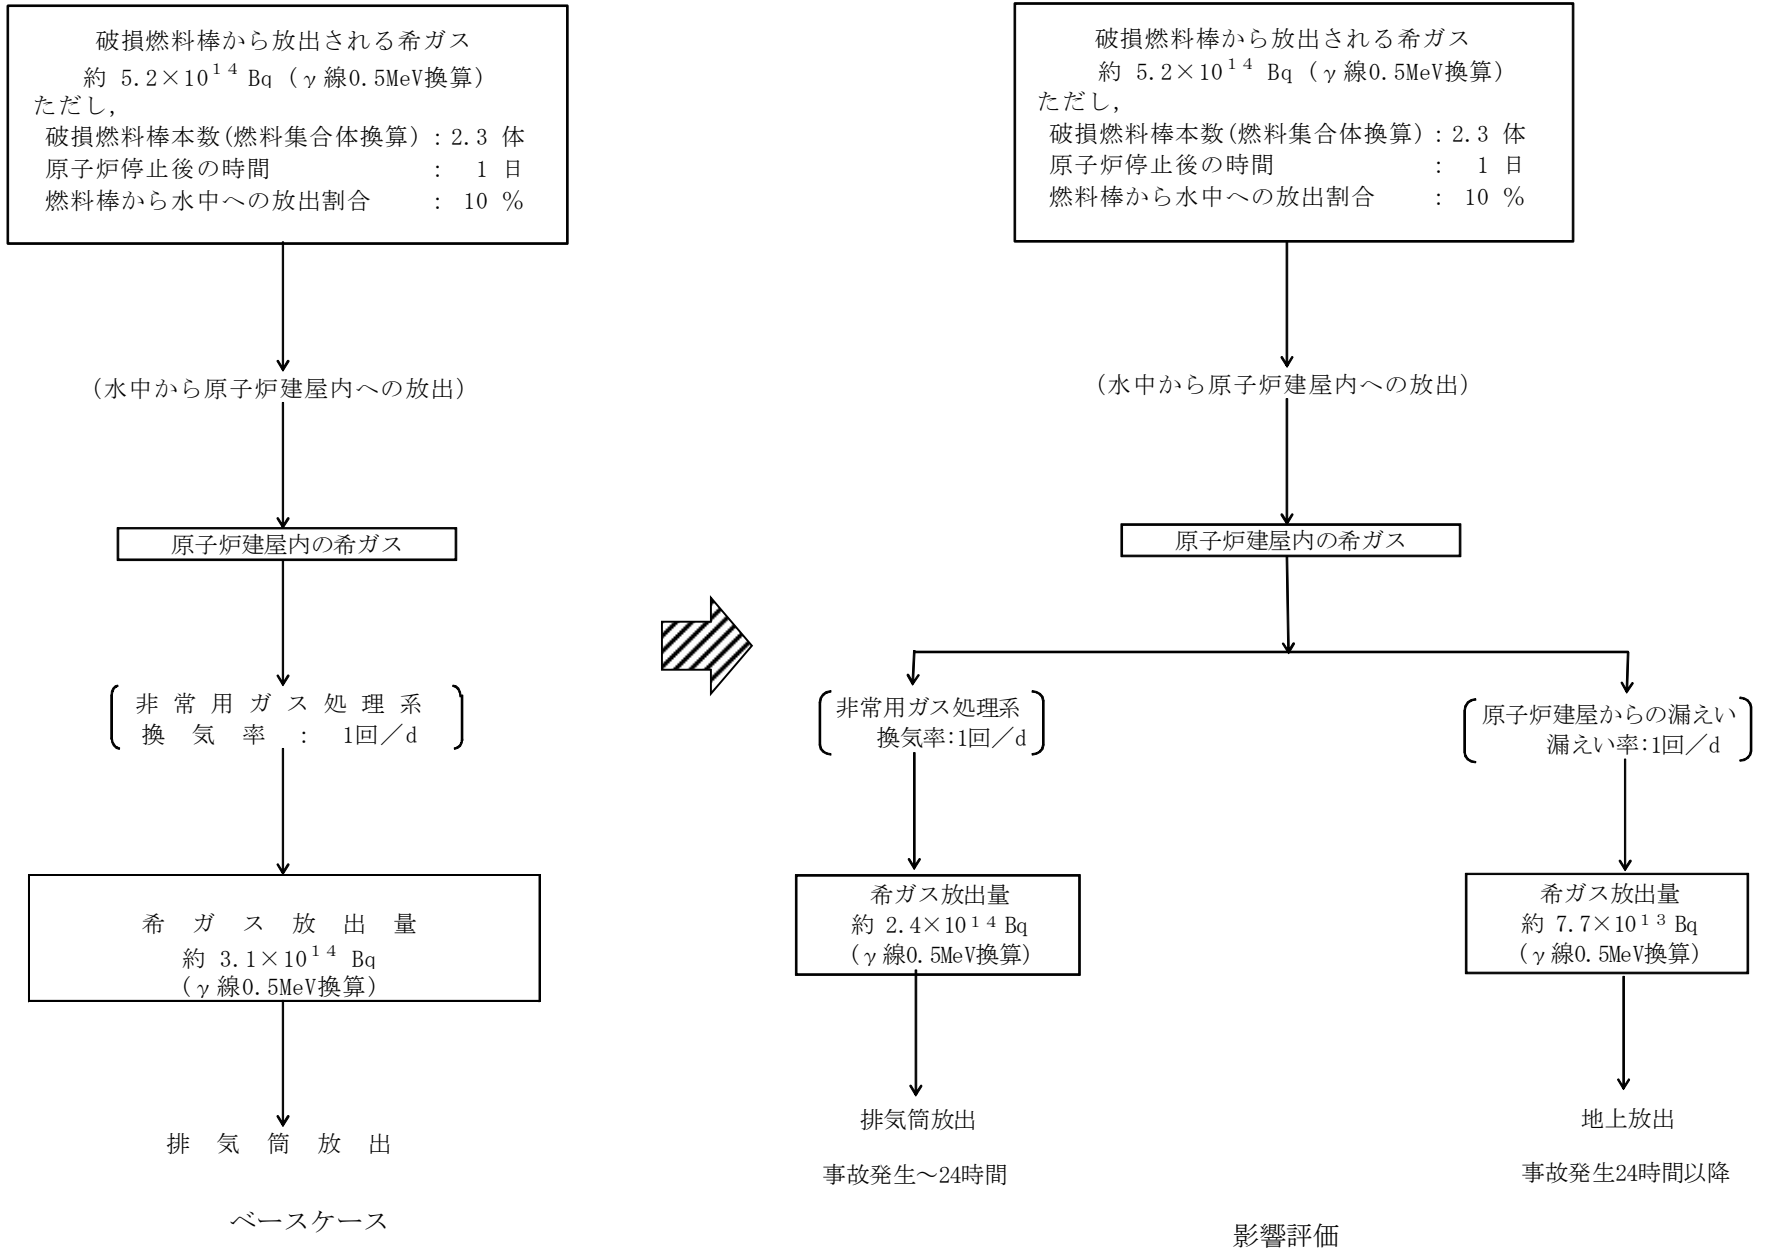 破損燃料棒から放出される希ガス
約 5.2×10¹⁴ Bq (γ線0.5MeV換算)
ただし,
破損燃料棒本数(燃料集合体換算) : 2.3 体
原子炉停止後の時間 : 1 日
燃料棒から水中への放出割合 : 10 %
(水中から原子炉建屋内への放出)
原子炉建屋内の希ガス
非常用ガス処理系
換気率 : 1回/d
希ガス放出量
約 3.1×10¹⁴ Bq
(γ線0.5MeV換算)
排気筒放出
ベースケース
破損燃料棒から放出される希ガス
約 5.2×10¹⁴ Bq (γ線0.5MeV換算)
ただし,
破損燃料棒本数(燃料集合体換算) : 2.3 体
原子炉停止後の時間 : 1 日
燃料棒から水中への放出割合 : 10 %
(水中から原子炉建屋内への放出)
原子炉建屋内の希ガス
非常用ガス処理系
換気率:1回/d
希ガス放出量
約 2.4×10¹⁴ Bq
(γ線0.5MeV換算)
排気筒放出
事故発生~24時間
原子炉建屋からの漏えい
漏えい率:1回/d
希ガス放出量
約 7.7×10¹³ Bq
(γ線0.5MeV換算)
地上放出
事故発生24時間以降
影響評価